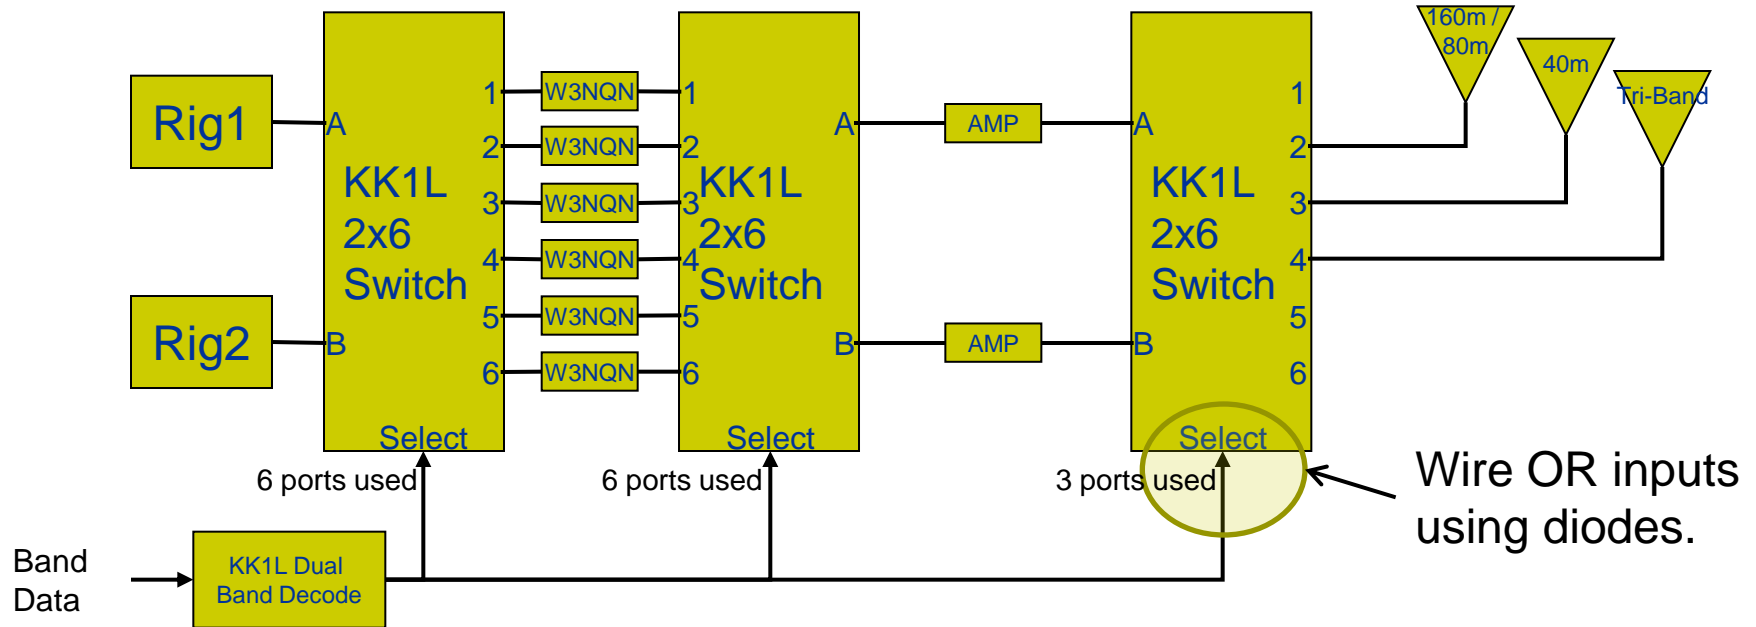 Rig1
Rig2
A
B
KK1L
2x6
Switch
1
2
3
4
5
6
Select
6 ports used
W3NQN
W3NQN
W3NQN
W3NQN
W3NQN
W3NQN
1
2
3
4
5
6
KK1L
2x6
Switch
A
B
Select
6 ports used
AMP
AMP
A
B
KK1L
2x6
Switch
1
2
3
4
5
6
Select
3 ports used
160m /
80m
40m
Tri-Band
Wire OR inputs
using diodes.
Band
Data
KK1L Dual
Band Decode